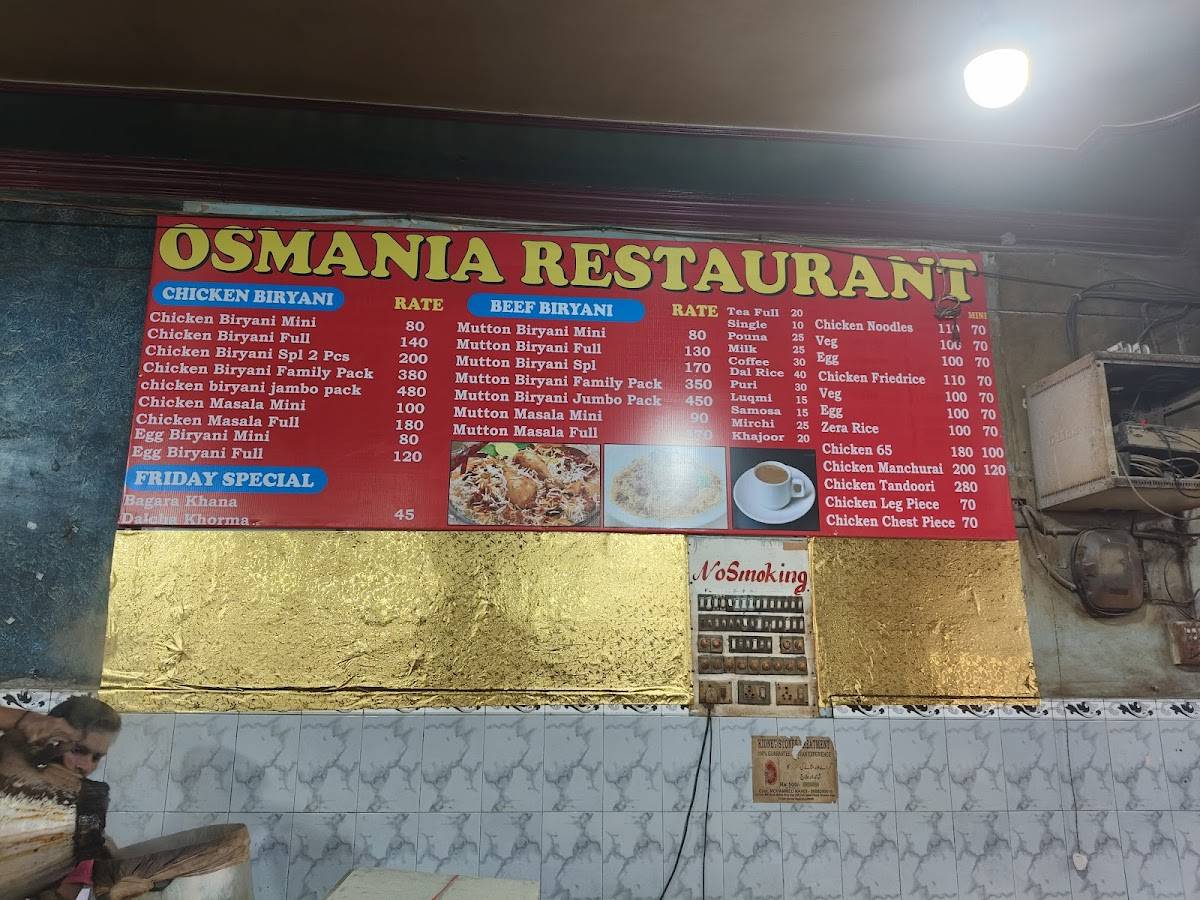 OSMANIA RESTAURANT
CHICKEN BIRYANI RATE
Chicken Biryani Mini 80
Chicken Biryani Full 140
Chicken Biryani Spl 2 Pcs 200
Chicken Biryani Family Pack 380
chicken biryani jambo pack 480
Chicken Masala Mini 100
Chicken Masala Full 180
Egg Biryani Mini 80
Egg Biryani Full 120
FRIDAY SPECIAL
Bagara Khana
Dalcha Khorma 45
BEEF BIRYANI RATE
Mutton Biryani Mini 80
Mutton Biryani Full 130
Mutton Biryani Spl 170
Mutton Biryani Family Pack 350
Mutton Biryani Jumbo Pack 450
Mutton Masala Mini 90
Mutton Masala Full
Tea Full 20
Single 10
Pouna 25
Milk 25
Coffee 30
Dal Rice 40
Puri 30
Luqmi 15
Samosa 15
Mirchi 25
Khajoor 20
MINI
Chicken Noodles 110 70
Veg 100 70
Egg 100 70
Chicken Friedrice 110 70
Veg 100 70
Egg 100 70
Zera Rice 100 70
Chicken 65 180 100
Chicken Manchurai 200 120
Chicken Tandoori 280
Chicken Leg Piece 70
Chicken Chest Piece 70
NoSmoking
KIDNEY STONE TREATMENT